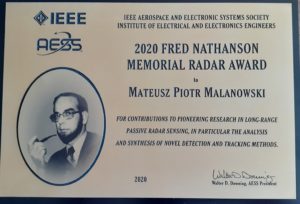 IEEE
AESS
IEEE AEROSPACE AND ELECTRONIC SYSTEMS SOCIETY
INSTITUTE OF ELECTRICAL AND ELECTRONICS ENGINEERS
2020 FRED NATHANSON
MEMORIAL RADAR AWARD
to
MATEUSZ PIOTR MALANOWSKI
FOR CONTRIBUTIONS TO PIONEERING RESEARCH IN LONG-RANGE
PASSIVE RADAR SENSING, IN PARTICULAR THE ANALYSIS
AND SYNTHESIS OF NOVEL DETECTION AND TRACKING METHODS.
2020
Walter D. Downing, AESS President